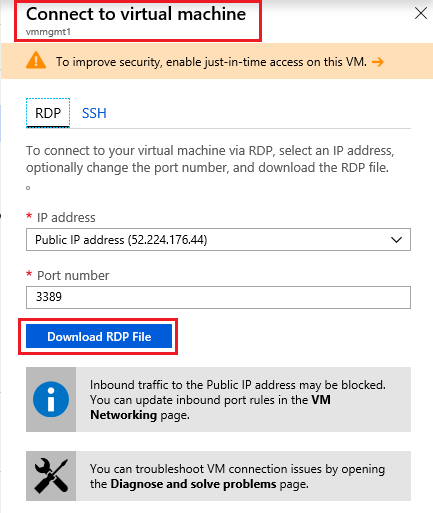 Connect to virtual machine
vmmgmt1
To improve security, enable just-in-time access on this VM. →
RDP SSH
To connect to your virtual machine via RDP, select an IP address,
optionally change the port number, and download the RDP file.
* IP address
Public IP address (52.224.176.44)
* Port number
3389
Download RDP File
Inbound traffic to the Public IP address may be blocked.
You can update inbound port rules in the VM
Networking page.
You can troubleshoot VM connection issues by opening
the Diagnose and solve problems page.